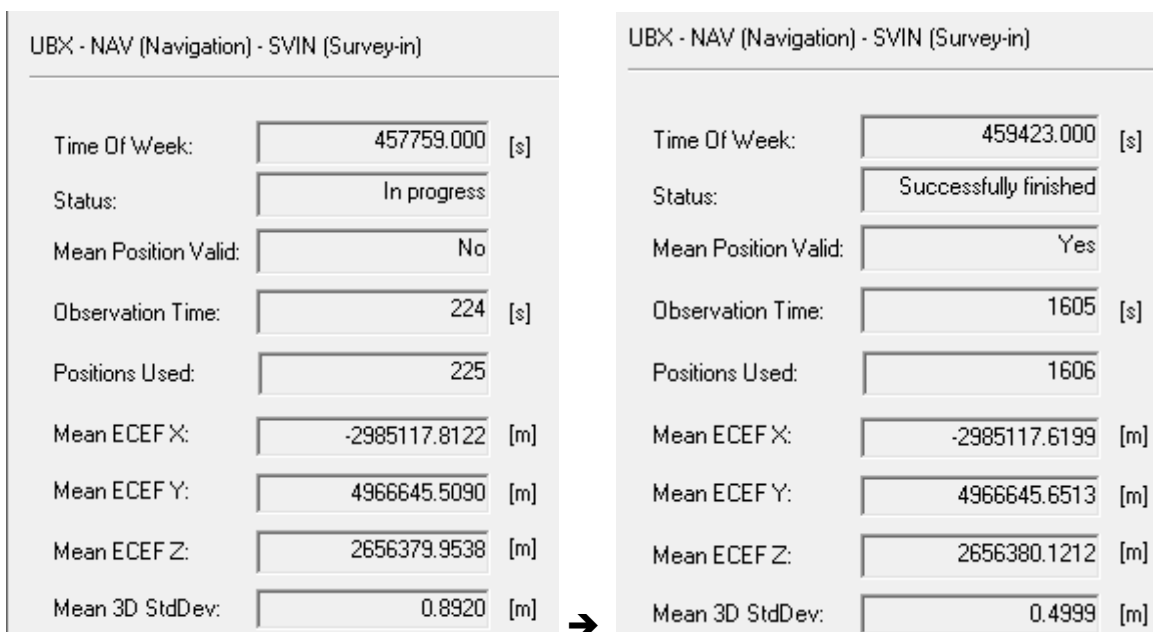 UBX - NAV (Navigation) - SVIN (Survey-in)
Time Of Week: 457759.000 [s]
Status: In progress
Mean Position Valid: No
Observation Time: 224 [s]
Positions Used: 225
Mean ECEF X: -2985117.8122 [m]
Mean ECEF Y: 4966645.5090 [m]
Mean ECEF Z: 2656379.9538 [m]
Mean 3D StdDev: 0.8920 [m]
➔
UBX - NAV (Navigation) - SVIN (Survey-in)
Time Of Week: 459423.000 [s]
Status: Successfully finished
Mean Position Valid: Yes
Observation Time: 1605 [s]
Positions Used: 1606
Mean ECEF X: -2985117.6199 [m]
Mean ECEF Y: 4966645.6513 [m]
Mean ECEF Z: 2656380.1212 [m]
Mean 3D StdDev: 0.4999 [m]